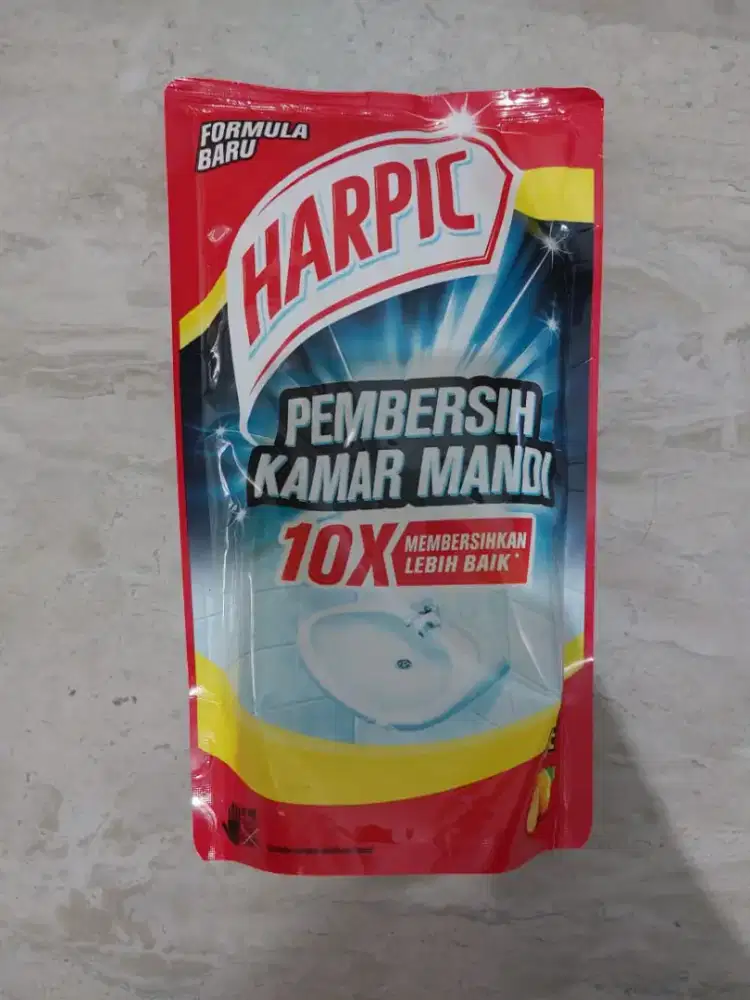 FORMULA
BARU
HARPIC
PEMBERSIH
KAMAR MANDI
10X
MEMBERSIHKAN
LEBIH BAIK*